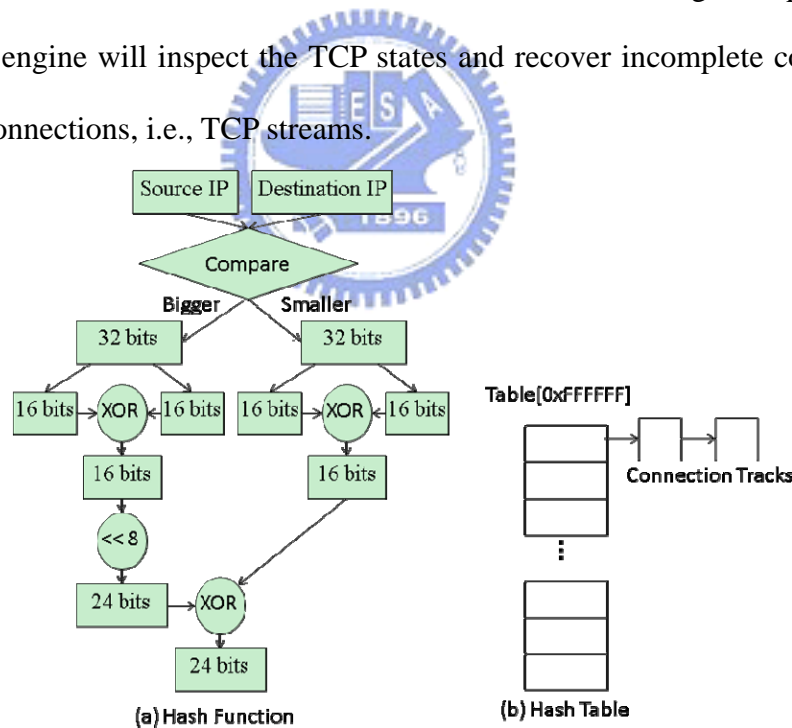 engine will inspect the TCP states and recover incomplete
onnections, i.e., TCP streams.
E S A
1896
Source IP Destination IP
Compare
Bigger Smaller
32 bits 32 bits
16 bits XOR 16 bits 16 bits XOR 16 bits
16 bits 16 bits
<< 8
24 bits XOR
24 bits
(a) Hash Function
Table[0xFFFFFF]
Connection Tracks
(b) Hash Table